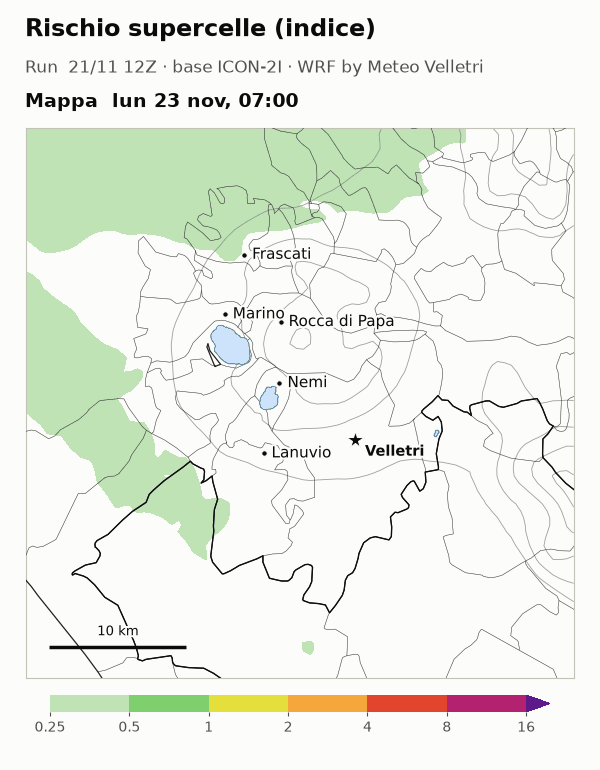 Rischio supercelle (indice)
Run  21/11 12Z · base ICON-2I · WRF by Meteo Velletri
Mappa  lun 23 nov, 07:00
Frascati
Marino
Rocca di Papa
Nemi
Velletri
Lanuvio
10 km
0.25 0.5 1 2 4 8 16